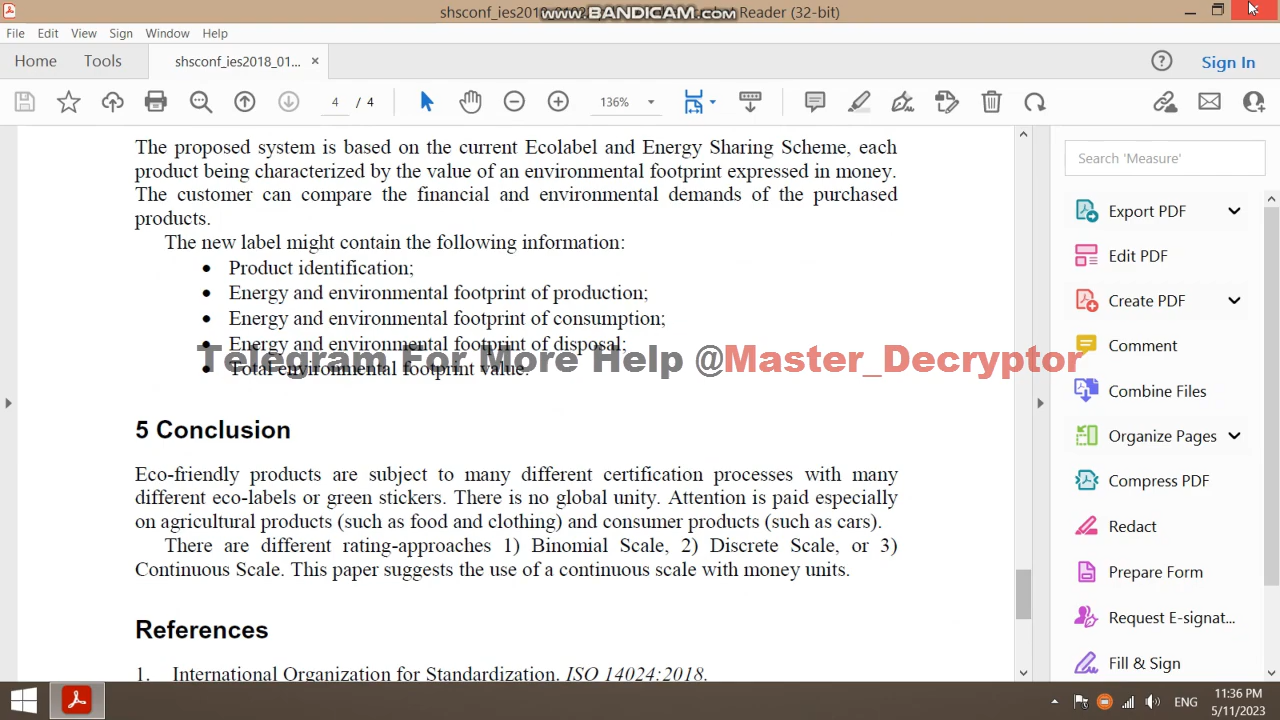 shsconf_ies2018_
www.BANDICAM.com
Reader (32-bit)
File Edit View Sign Window Help
Home Tools shsconf_ies2018_01... × Sign In
4 / 4 136%
The proposed system is based on the current Ecolabel and Energy Sharing Scheme, each
product being characterized by the value of an environmental footprint expressed in money.
The customer can compare the financial and environmental demands of the purchased
products.
The new label might contain the following information:
• Product identification;
• Energy and environmental footprint of production;
• Energy and environmental footprint of consumption;
• Energy and environmental footprint of disposal;
Telegram For More Help @Master_Decryptor
• Total environmental footprint value.
5 Conclusion
Eco-friendly products are subject to many different certification processes with many
different eco-labels or green stickers. There is no global unity. Attention is paid especially
on agricultural products (such as food and clothing) and consumer products (such as cars).
There are different rating-approaches 1) Binomial Scale, 2) Discrete Scale, or 3)
Continuous Scale. This paper suggests the use of a continuous scale with money units.
References
1. International Organization for Standardization. ISO 14024:2018.
Search 'Measure'
Export PDF
Edit PDF
Create PDF
Comment
Combine Files
Organize Pages
Compress PDF
Redact
Prepare Form
Request E-signat...
Fill & Sign
ENG
11:36 PM
5/11/2023